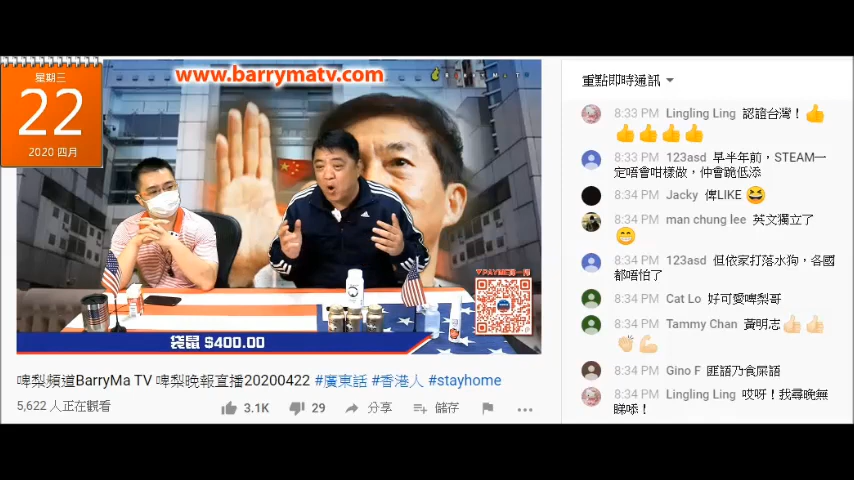 www.barrymatv.com
BARRYMATV
星期三
22
2020 四月
PAYME
袋鼠 $400.00
啤梨頻道BarryMa TV 啤梨晚報直播20200422 #廣東話 #香港人 #stayhome
5,622 人正在觀看
3.1K
29
分享
儲存
重點即時通訊
8:33 PM Lingling Ling 認證台灣！👍
👍👍👍👍
8:33 PM 123asd 早半年前，STEAM一
定唔會咁樣做，仲會跪低添
8:34 PM Jacky 俾LIKE 😆
8:34 PM man chung lee 英文獨立了
😁
8:34 PM 123asd 但依家打落水狗，各國
都唔怕了
8:34 PM Cat Lo 好可愛啤梨哥
8:34 PM Tammy Chan 黃明志👍🏻👍🏻
👏🏻💪🏻
8:34 PM Gino F 匪語乃食屎語
8:34 PM Lingling Ling 哎呀！我尋晚無
睇嗏！